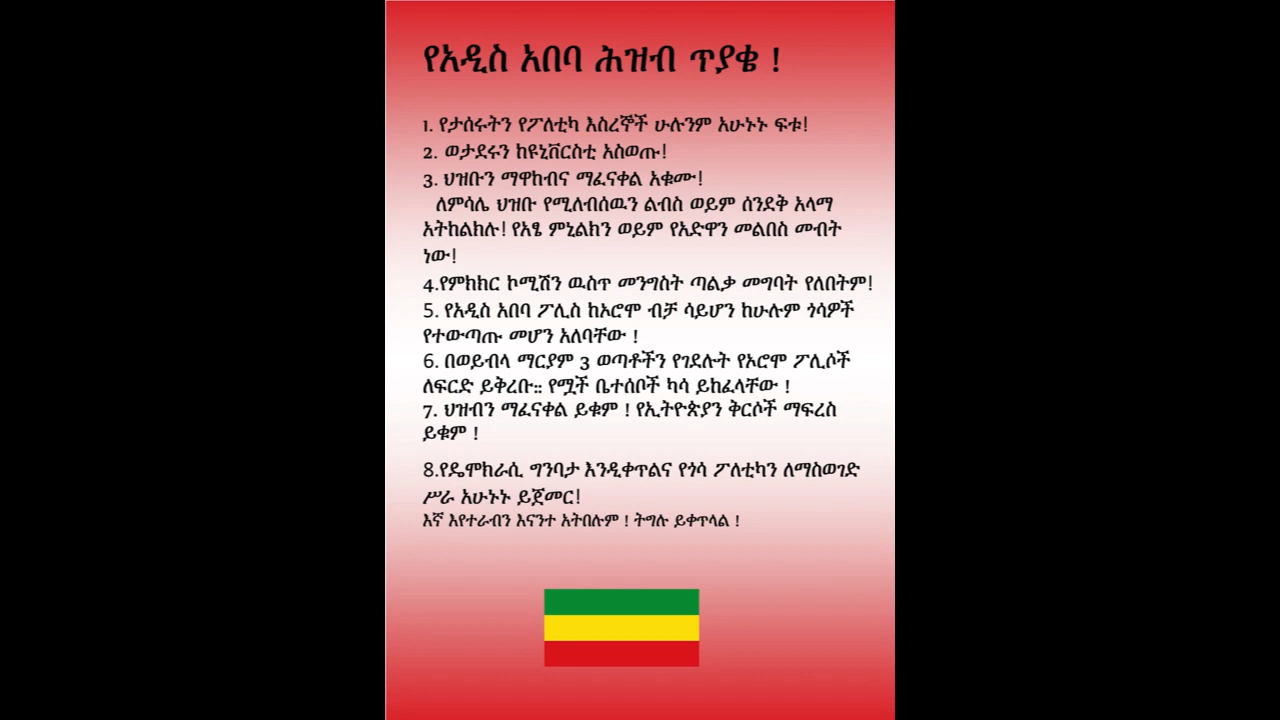 የአዲስ አበባ ሕዝብ ጥያቄ !
1. የታሰሩትን የፖለቲካ እስረኞች ሁሉንም አሁኑኑ ፍቱ!
2. ወታደሩን ከዩኒቨርስቲ አስወጡ!
3. ህዝቡን ማዋከብና ማፈናቀል አቁሙ!
ለምሳሌ ህዝቡ የሚለብሰዉን ልብስ ወይም ሰንደቅ አላማ
አትከልክሉ! የአፄ ምኒልክን ወይም የአድዋን መልበስ መብት
ነው!
4.የምክክር ኮሚሽን ዉስጥ መንግስት ጣልቃ መግባት የለበትም!
5. የአዲስ አበባ ፖሊስ ከኦሮሞ ብቻ ሳይሆን ከሁሉም ጎሳዎች
የተውጣጡ መሆን አለባቸው !
6. በወይብላ ማርያም 3 ወጣቶችን የገደሉት የኦሮሞ ፖሊሶች
ለፍርድ ይቅረቡ። የሟች ቤተሰቦች ካሳ ይከፈላቸው !
7. ህዝብን ማፈናቀል ይቁም ! የኢትዮጵያን ቅርሶች ማፍረስ
ይቁም !
8.የዴሞክራሲ ግንባታ እንዲቀጥልና የጎሳ ፖለቲካን ለማስወገድ
ሥራ አሁኑኑ ይጀመር!
እኛ እየተራብን እናንተ አትበሉም ! ትግሉ ይቀጥላል !